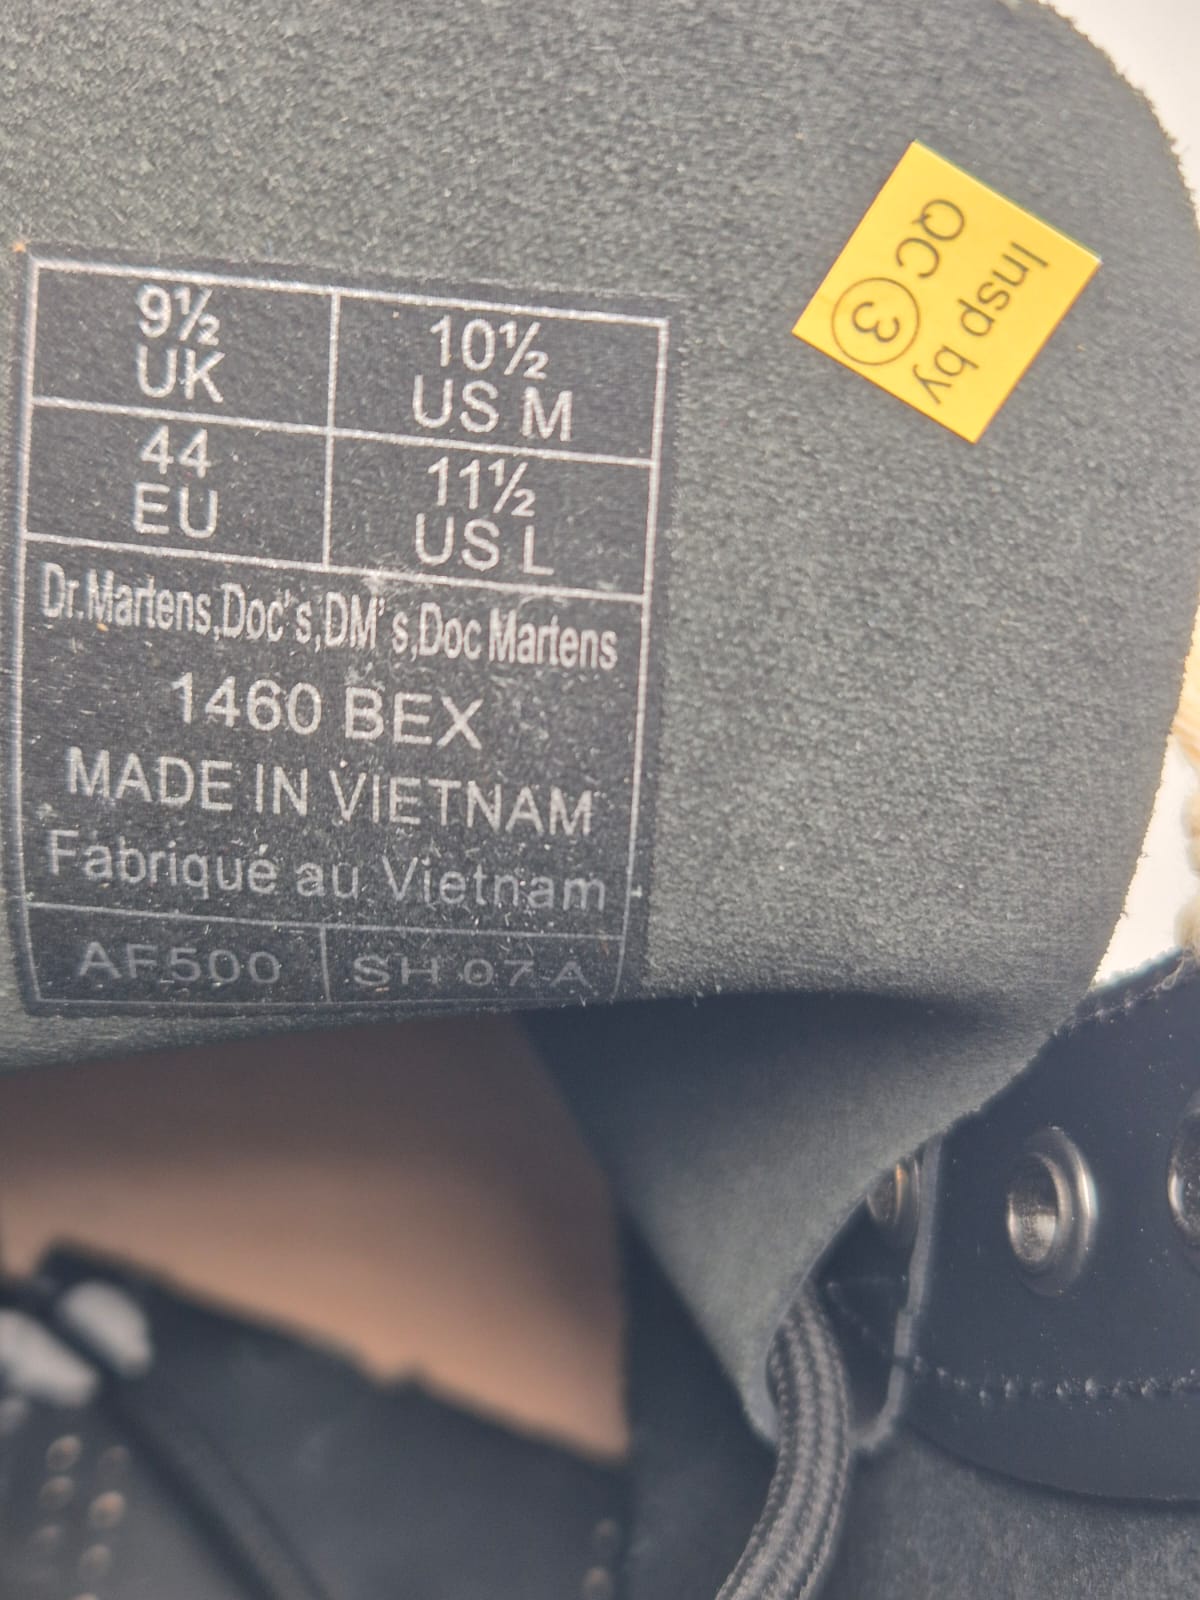 9½ UK
10½ US M
44 EU
11½ US L
Dr.Martens,Doc's,DM's,Doc Martens
1460 BEX
MADE IN VIETNAM
Fabriqué au Vietnam
AF500
SH 07 A
Insp by
QC 3